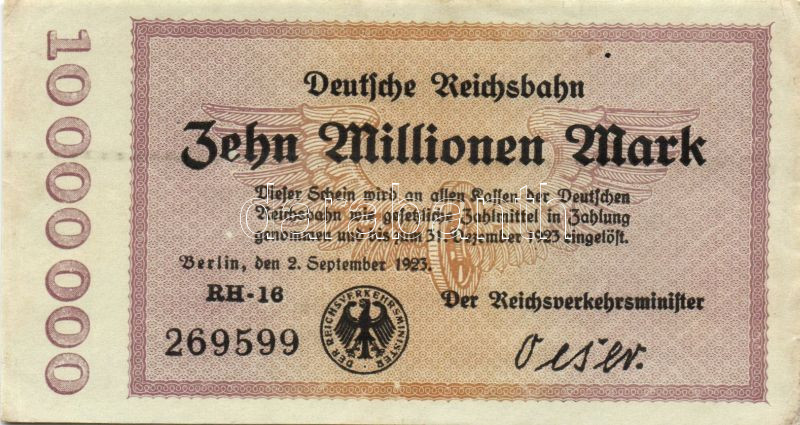 10000000
Deutsche Reichsbahn
Zehn Millionen Mark
Dieser Schein wird an allen Kassen der Deutschen
Reichsbahn wie gesetzliche Zahlmittel in Zahlung
genommen und bis zum 31. Dezember 1923 eingelöst.
Berlin, den 2. September 1923.
RH-16
Der Reichsverkehrsminister
269599
DER REICHSVERKEHRSMINISTER
Oeser.